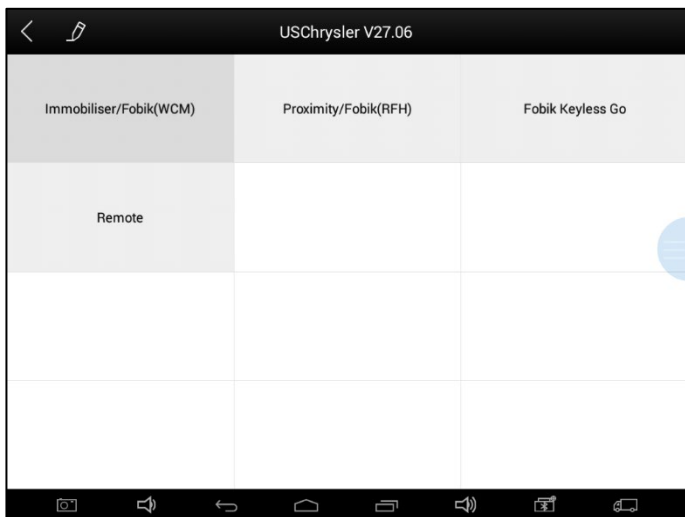 USChrysler V27.06
Immobiliser/Fobik(WCM)
Proximity/Fobik(RFH)
Fobik Keyless Go
Remote